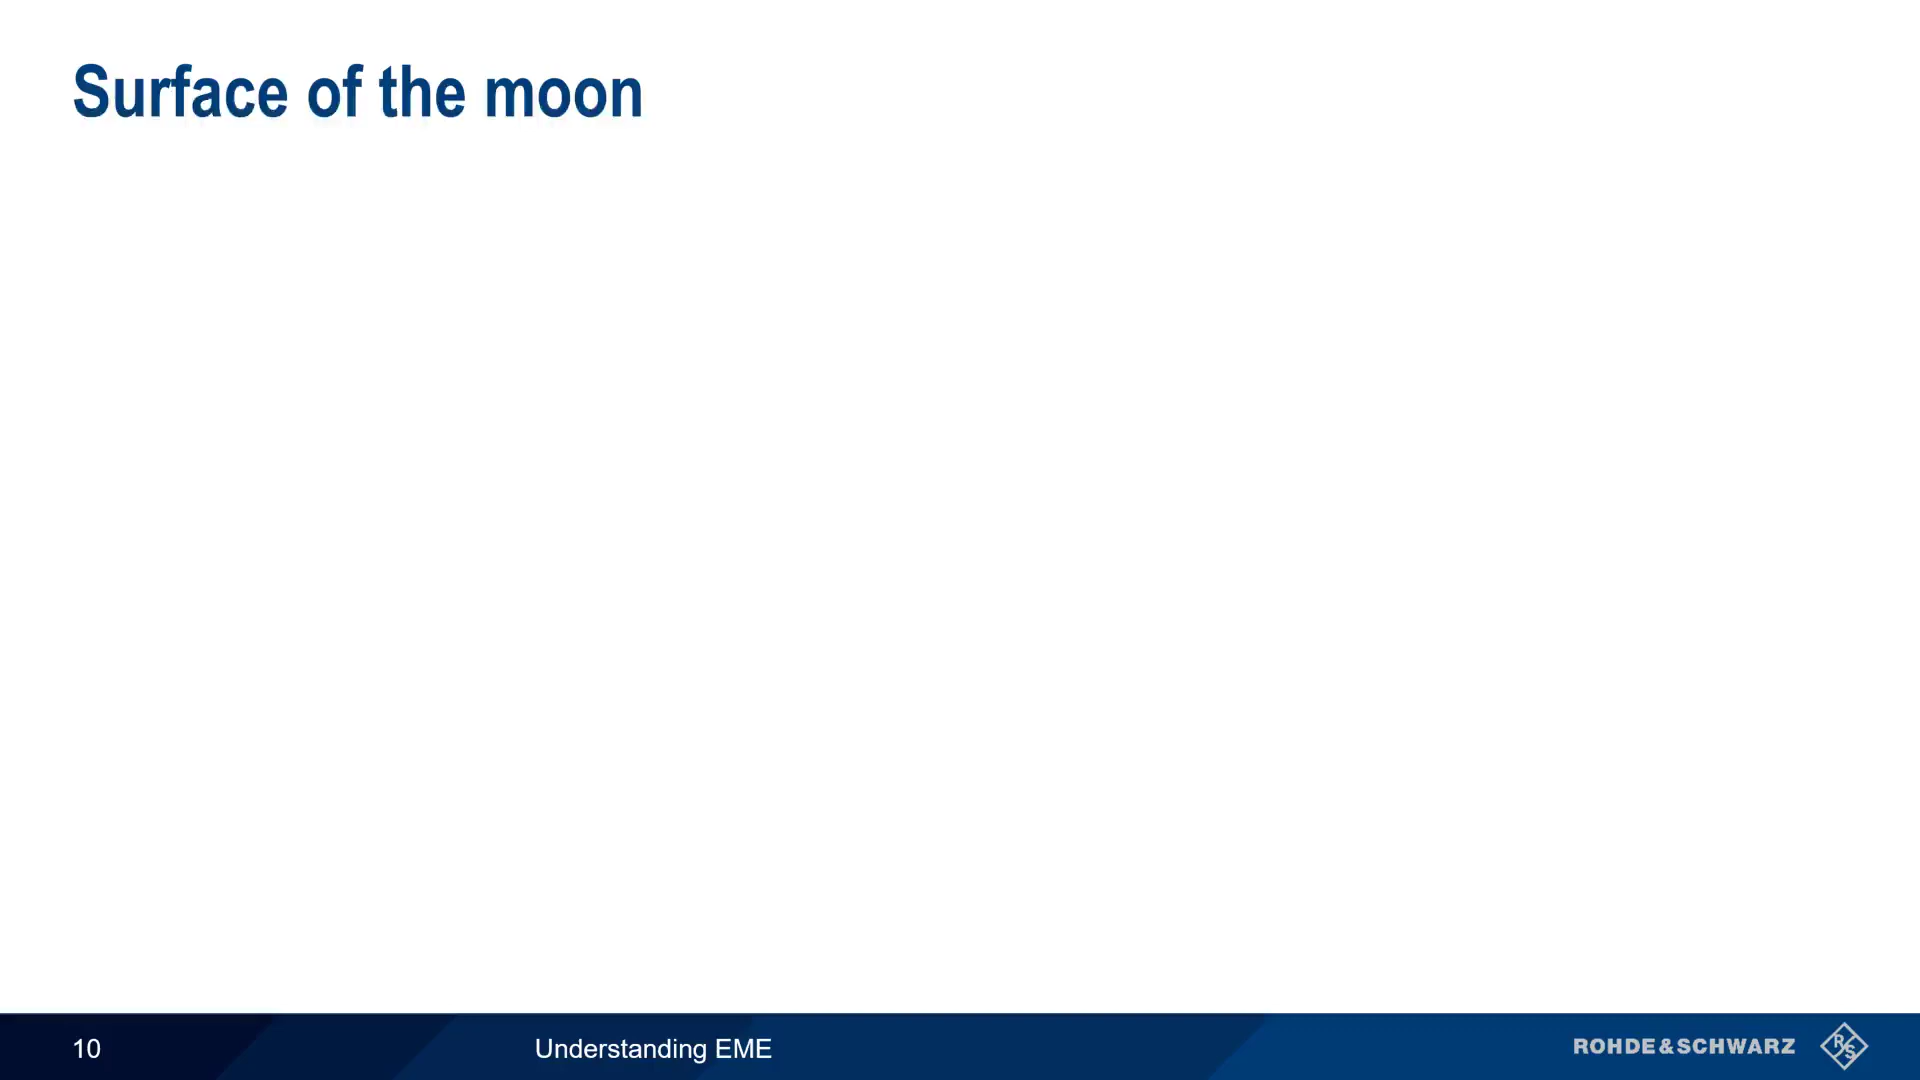 Surface of the moon
10
Understanding EME
ROHDE&SCHWARZ
R
S